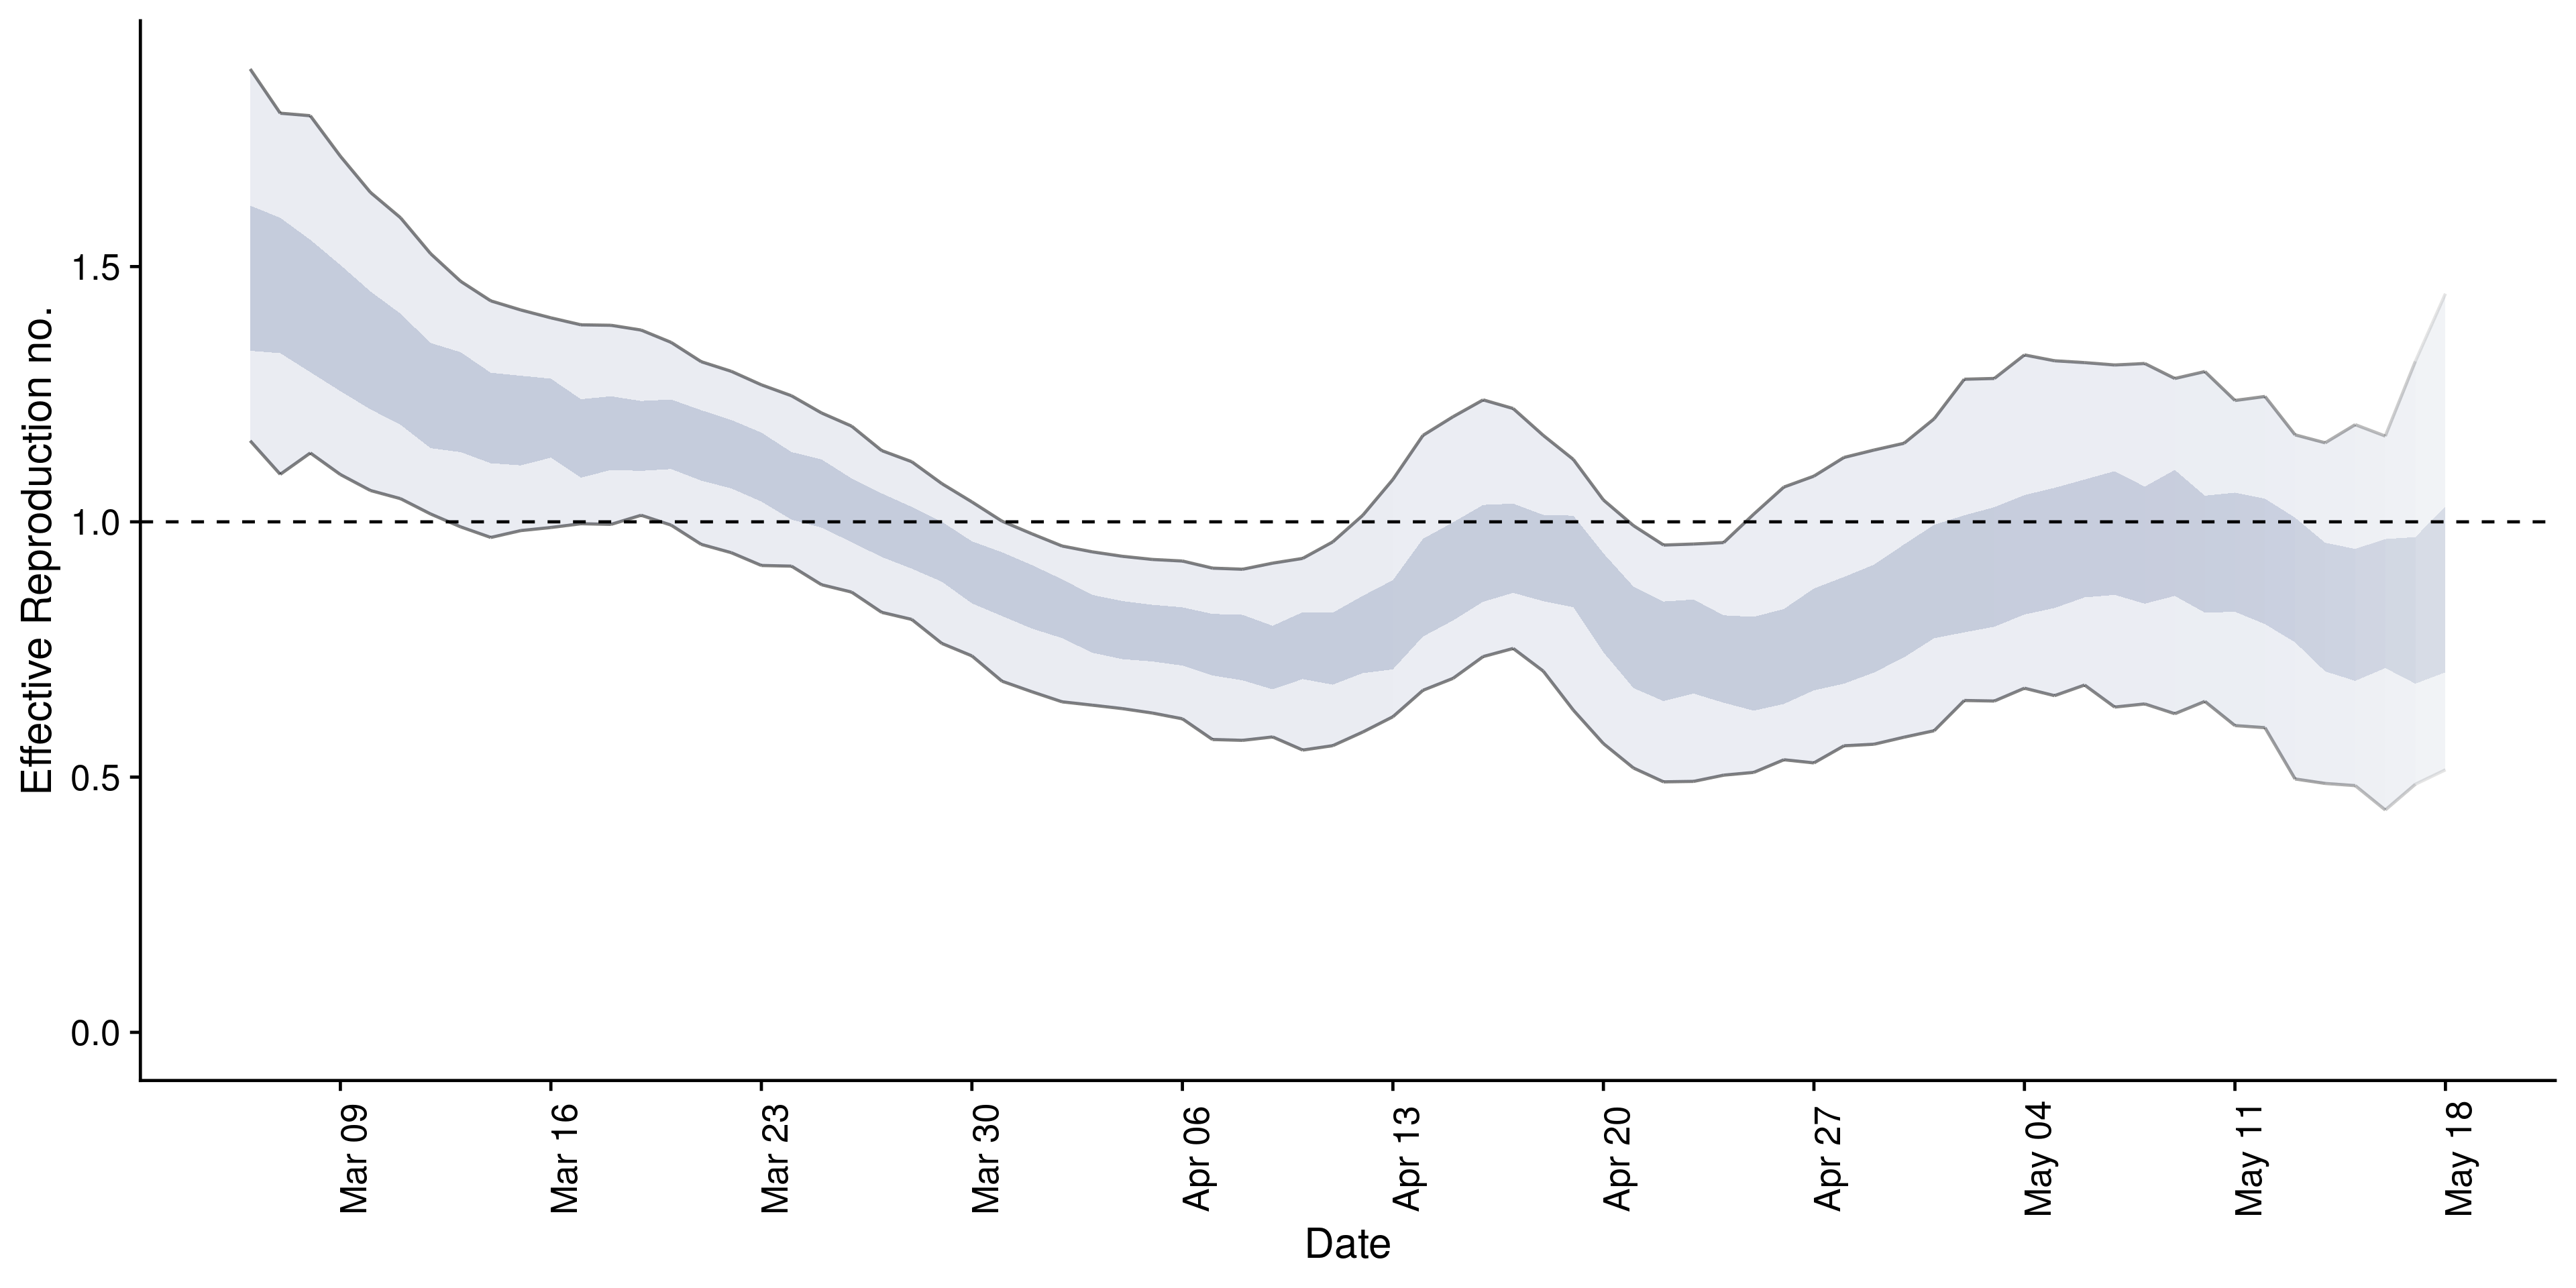 Effective Reproduction no.
1.5
1.0
0.5
0.0
Mar 09
Mar 16
Mar 23
Mar 30
Apr 06
Apr 13
Apr 20
Apr 27
May 04
May 11
May 18
Date